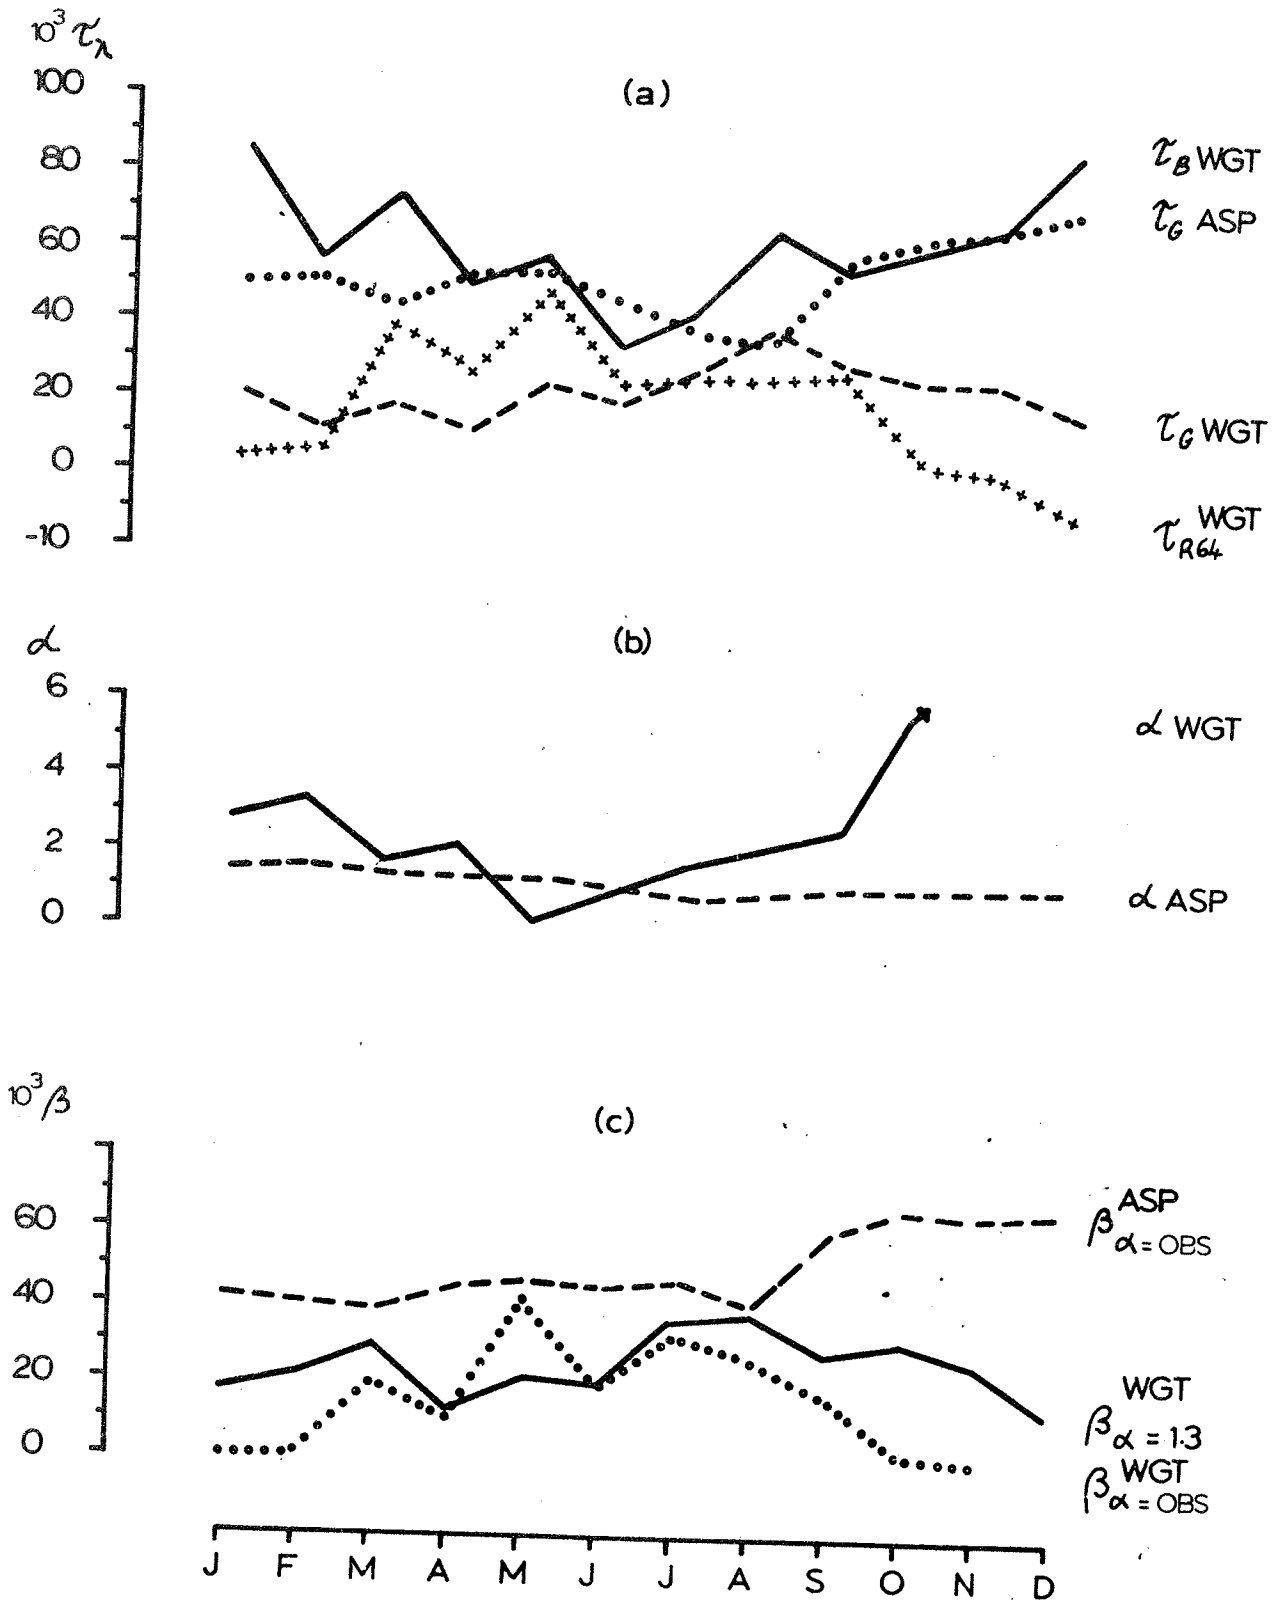 10³ τλ
(a)
100
80
60
40
20
0
-10
τB WGT
τG ASP
τG WGT
τR64 WGT
α
(b)
6
4
2
0
α WGT
α ASP
10³ β
(c)
60
40
20
0
β ASP α = OBS
β WGT α = 1.3
β WGT α = OBS
J F M A M J J A S O N D